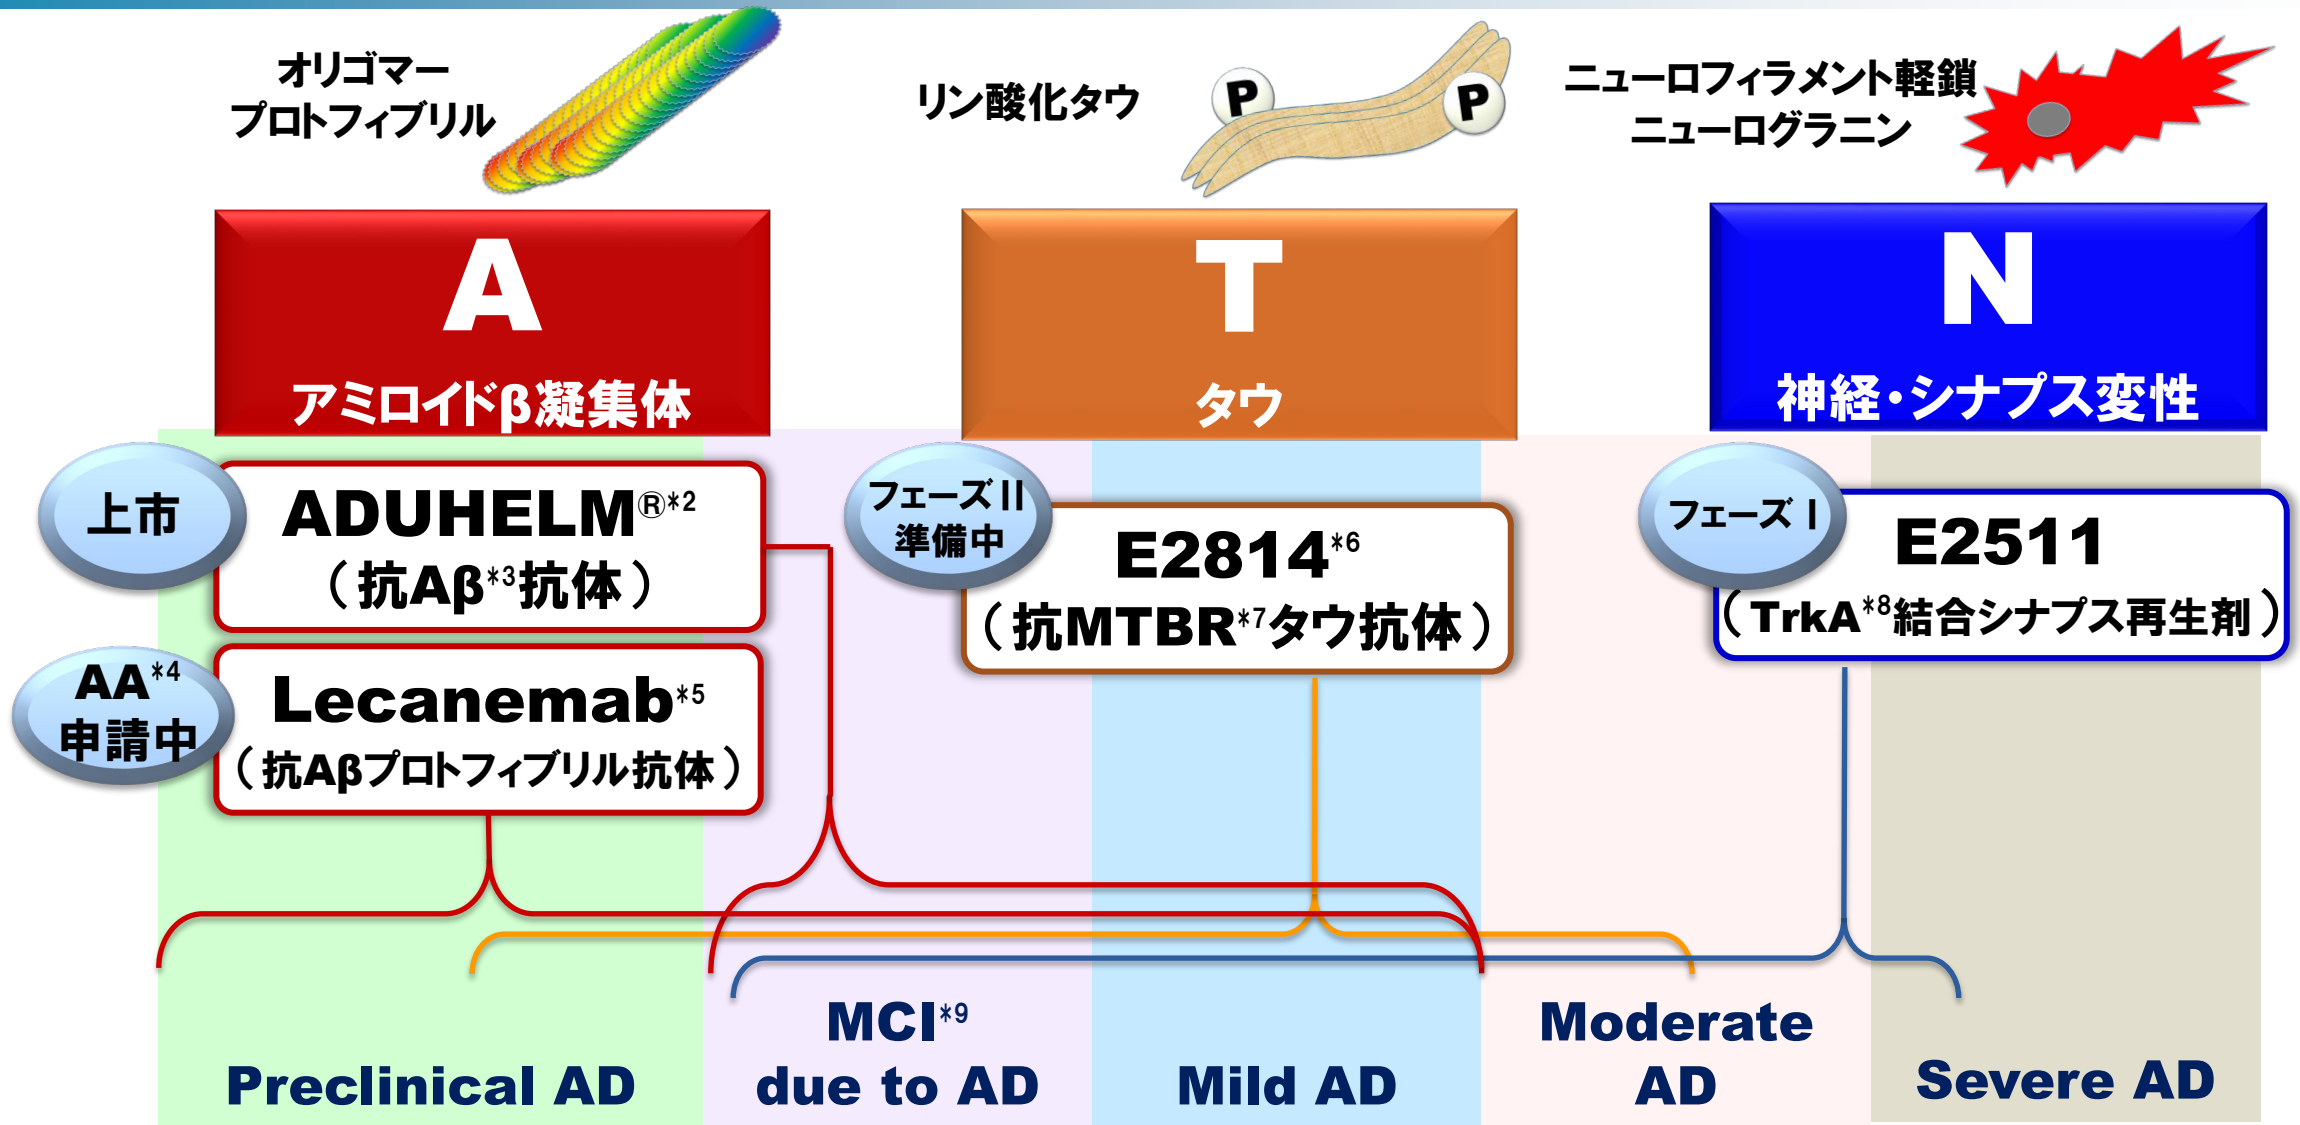 オリゴマー
プロトフィブリル
リン酸化タウ
P
P
ニューロフィラメント軽鎖
ニューログラニン
A
アミロイドβ凝集体
T
タウ
N
神経・シナプス変性
上市
ADUHELM®*2
（抗Aβ*3抗体）
AA*4
申請中
Lecanemab*5
（抗Aβプロトフィブリル抗体）
フェーズⅡ
準備中
E2814*6
（抗MTBR*7タウ抗体）
フェーズⅠ
E2511
（TrkA*8結合シナプス再生剤）
Preclinical AD
MCI*9
due to AD
Mild AD
Moderate
AD
Severe AD